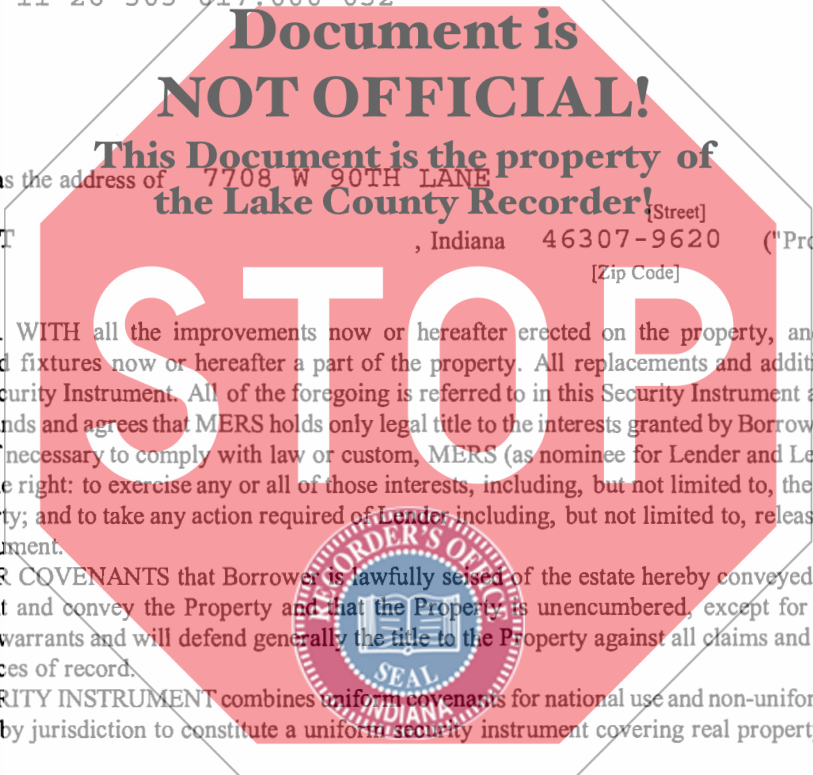 Document is
NOT OFFICIAL!
This Document is the property of
the Lake County Recorder!
s the address of 7708 W 90TH LANE
[Street]
T , Indiana 46307-9620 ("Pro
[Zip Code]
STOP
WITH all the improvements now or hereafter erected on the property, an
d fixtures now or hereafter a part of the property. All replacements and additi
curity Instrument. All of the foregoing is referred to in this Security Instrument a
nds and agrees that MERS holds only legal title to the interests granted by Borrow
f necessary to comply with law or custom, MERS (as nominee for Lender and Le
e right: to exercise any or all of those interests, including, but not limited to, the
ty; and to take any action required of Lender including, but not limited to, releas
ument.
R COVENANTS that Borrower is lawfully seised of the estate hereby conveyed
t and convey the Property and that the Property is unencumbered, except for
warrants and will defend generally the title to the Property against all claims and
ces of record.
RITY INSTRUMENT combines uniform covenants for national use and non-unifor
by jurisdiction to constitute a uniform security instrument covering real propert
RECORDER'S OFFICE
SEAL
INDIANA